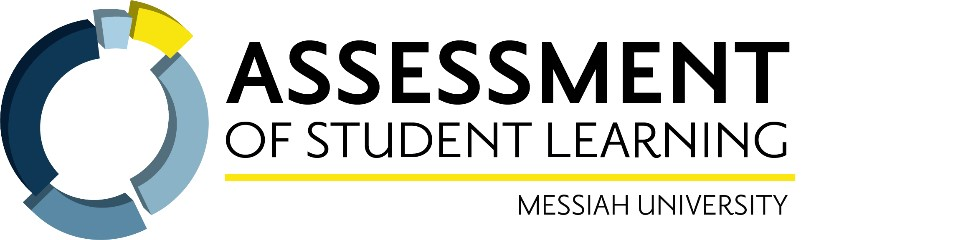 ASSESSMENT
OF STUDENT LEARNING
MESSIAH UNIVERSITY